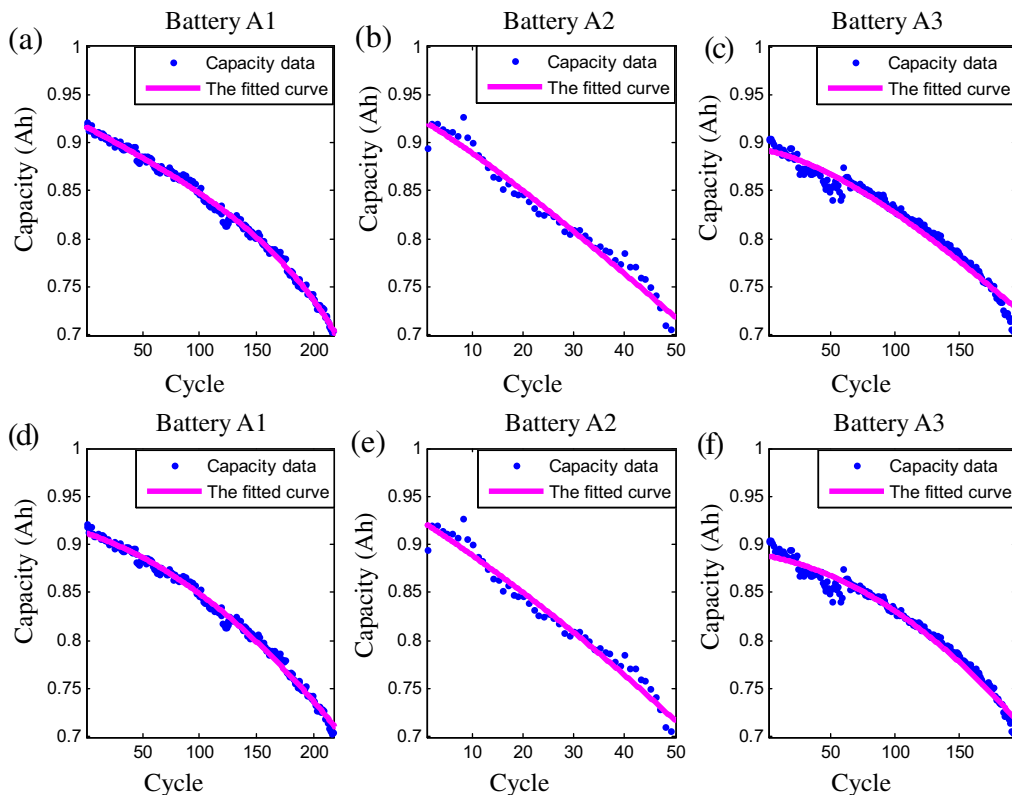 Battery A1
(a)
1
0.95
0.9
0.85
0.8
0.75
0.7
Capacity (Ah)
Capacity data
The fitted curve
50
100
150
200
Cycle
Battery A2
(b)
1
0.95
0.9
0.85
0.8
0.75
0.7
Capacity (Ah)
Capacity data
The fitted curve
10
20
30
40
50
Cycle
Battery A3
(c)
1
0.95
0.9
0.85
0.8
0.75
0.7
Capacity (Ah)
Capacity data
The fitted curve
50
100
150
Cycle
Battery A1
(d)
1
0.95
0.9
0.85
0.8
0.75
0.7
Capacity (Ah)
Capacity data
The fitted curve
50
100
150
200
Cycle
Battery A2
(e)
1
0.95
0.9
0.85
0.8
0.75
0.7
Capacity (Ah)
Capacity data
The fitted curve
10
20
30
40
50
Cycle
Battery A3
(f)
1
0.95
0.9
0.85
0.8
0.75
0.7
Capacity (Ah)
Capacity data
The fitted curve
50
100
150
Cycle